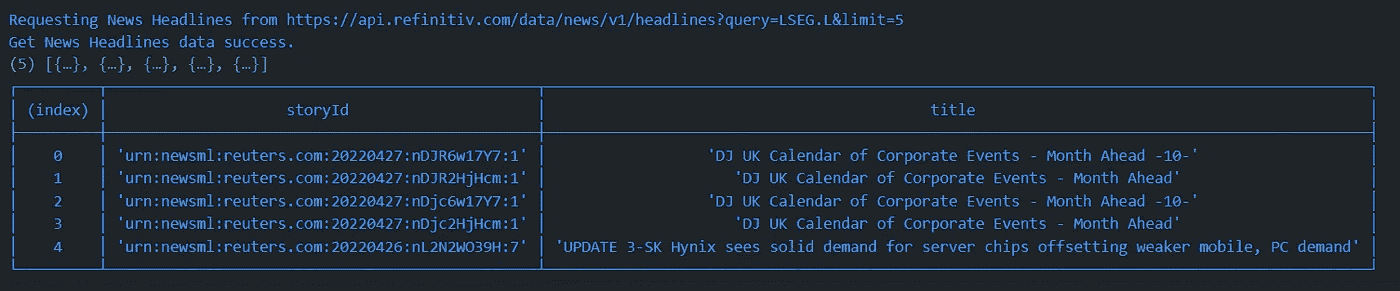 Requesting News Headlines from https://api.refinitiv.com/data/news/v1/headlines?query=LSEG.L&limit=5
Get News Headlines data success.
(5) [{…}, {…}, {…}, {…}, {…}]
(index) storyId title
0 'urn:newsml:reuters.com:20220427:nDJR6w17Y7:1' 'DJ UK Calendar of Corporate Events - Month Ahead -10-'
1 'urn:newsml:reuters.com:20220427:nDJR2HjHcm:1' 'DJ UK Calendar of Corporate Events - Month Ahead'
2 'urn:newsml:reuters.com:20220427:nDjc6w17Y7:1' 'DJ UK Calendar of Corporate Events - Month Ahead -10-'
3 'urn:newsml:reuters.com:20220427:nDjc2HjHcm:1' 'DJ UK Calendar of Corporate Events - Month Ahead'
4 'urn:newsml:reuters.com:20220426:nL2N2WO39H:7' 'UPDATE 3-SK Hynix sees solid demand for server chips offsetting weaker mobile, PC demand'